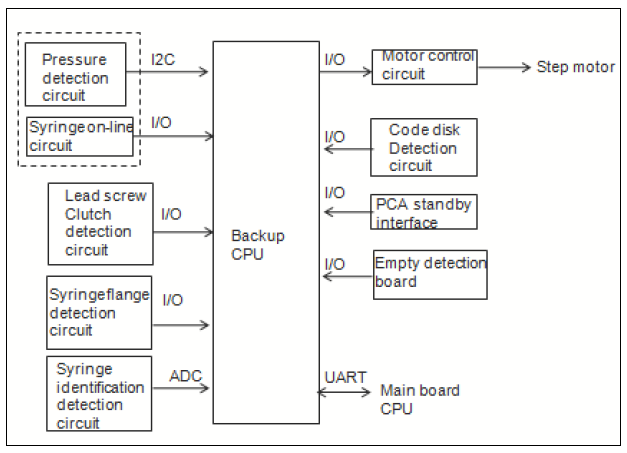 Pressure
detection
circuit
I2C
Syringe on-line
circuit
I/O
Lead screw
Clutch
detection
circuit
I/O
Syringe flange
detection
circuit
I/O
Syringe
identification
detection
circuit
ADC
Backup
CPU
I/O
Motor control
circuit
Step motor
I/O
Code disk
Detection
circuit
I/O
PCA standby
interface
I/O
Empty detection
board
UART
Main board
CPU